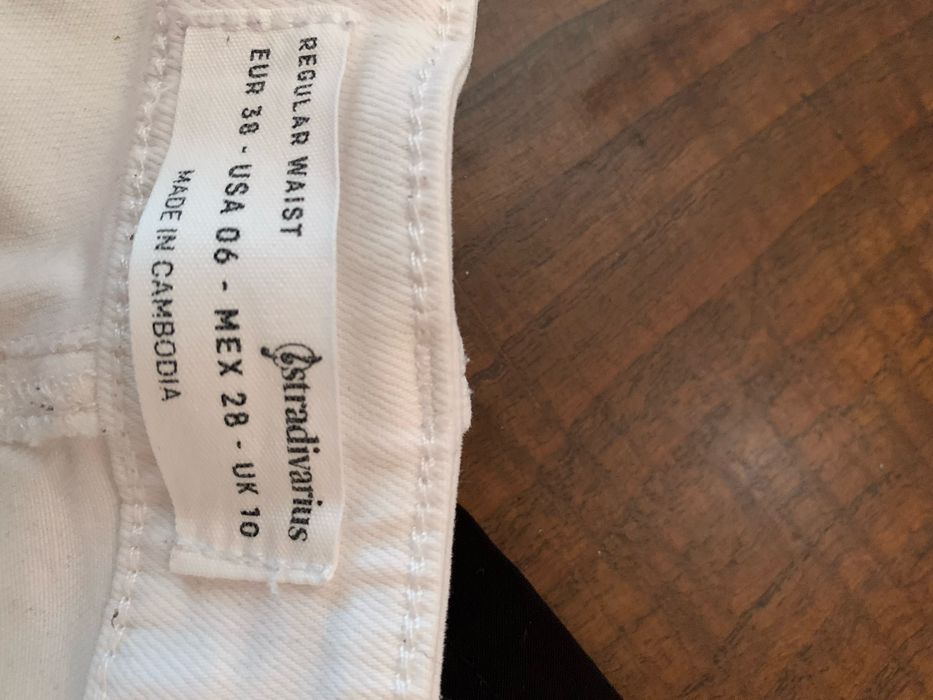 REGULAR WAIST
stradivarius
EUR 38 - USA 06 - MEX 28 - UK 10
MADE IN CAMBODIA